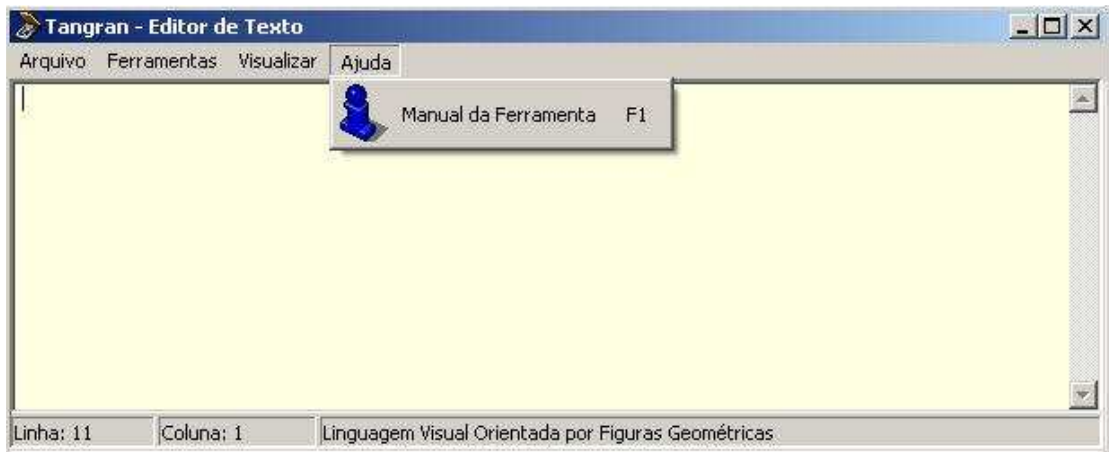 Tangran - Editor de Texto
Arquivo Ferramentas Visualizar Ajuda
Manual da Ferramenta F1
Linha: 11 Coluna: 1 Linguagem Visual Orientada por Figuras Geométricas